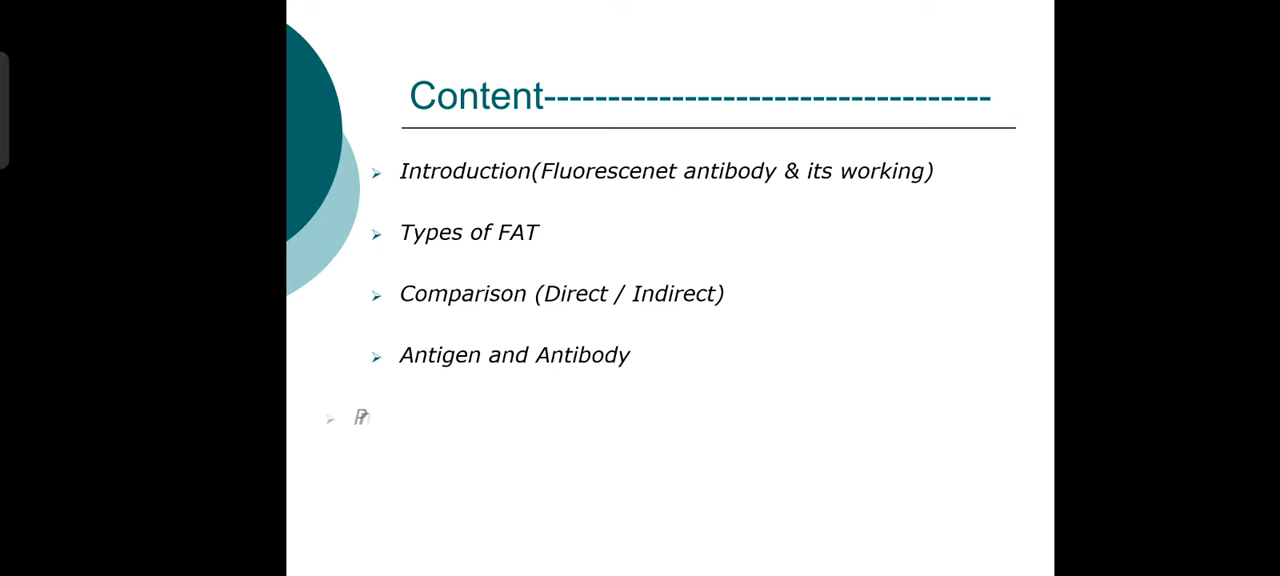 Content-----------------------------------
Introduction(Fluorescenet antibody & its working)
Types of FAT
Comparison (Direct / Indirect)
Antigen and Antibody